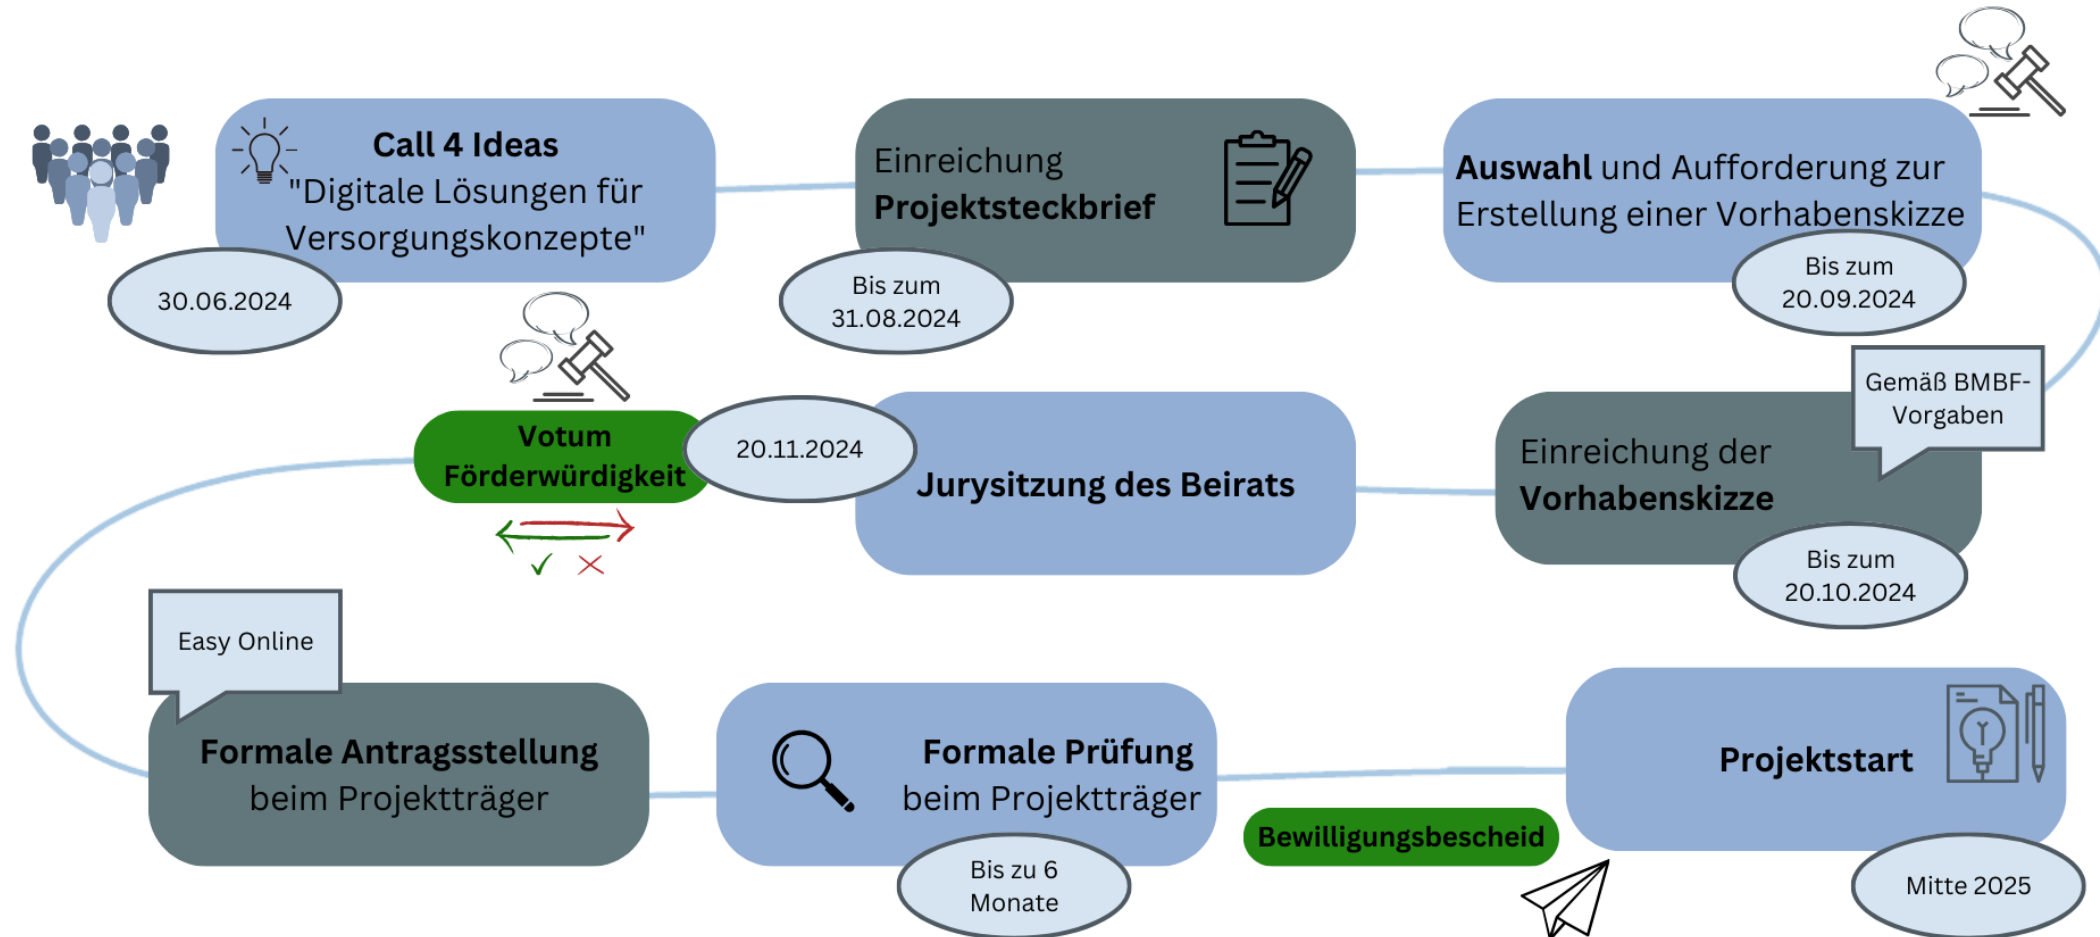 Call 4 Ideas
"Digitale Lösungen für
Versorgungskonzepte"
30.06.2024
Einreichung
Projektsteckbrief
Bis zum
31.08.2024
Auswahl und Aufforderung zur
Erstellung einer Vorhabenskizze
Bis zum
20.09.2024
Gemäß BMBF-
Vorgaben
Einreichung der
Vorhabenskizze
Bis zum
20.10.2024
Jurysitzung des Beirats
20.11.2024
Votum
Förderwürdigkeit
Easy Online
Formale Antragsstellung
beim Projektträger
Formale Prüfung
beim Projektträger
Bis zu 6
Monate
Bewilligungsbescheid
Projektstart
Mitte 2025